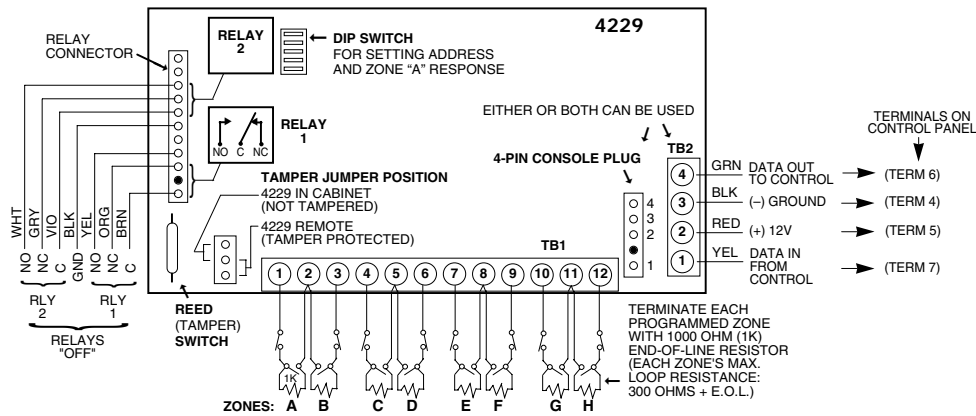 4229
RELAY
CONNECTOR
RELAY
2
DIP SWITCH
FOR SETTING ADDRESS
AND ZONE “A” RESPONSE
EITHER OR BOTH CAN BE USED
TERMINALS ON
CONTROL PANEL
RELAY
1
NO C NC
4-PIN CONSOLE PLUG
TB2
TAMPER JUMPER POSITION
4229 IN CABINET
(NOT TAMPERED)
4229 REMOTE
(TAMPER PROTECTED)
4
3
2
1
4 GRN DATA OUT TO CONTROL (TERM 6)
3 BLK (–) GROUND (TERM 4)
2 RED (+) 12V (TERM 5)
1 YEL DATA IN FROM CONTROL (TERM 7)
WHT GRY VIO BLK YEL ORG BRN
NO NC C GND NO NC C
RLY
2
RLY
1
RELAYS
"OFF"
REED
(TAMPER)
SWITCH
TB1
1 2 3 4 5 6 7 8 9 10 11 12
TERMINATE EACH
PROGRAMMED ZONE
WITH 1000 OHM (1K)
END-OF-LINE RESISTOR
(EACH ZONE'S MAX.
LOOP RESISTANCE:
300 OHMS + E.O.L.)
1K
ZONES: A B C D E F G H